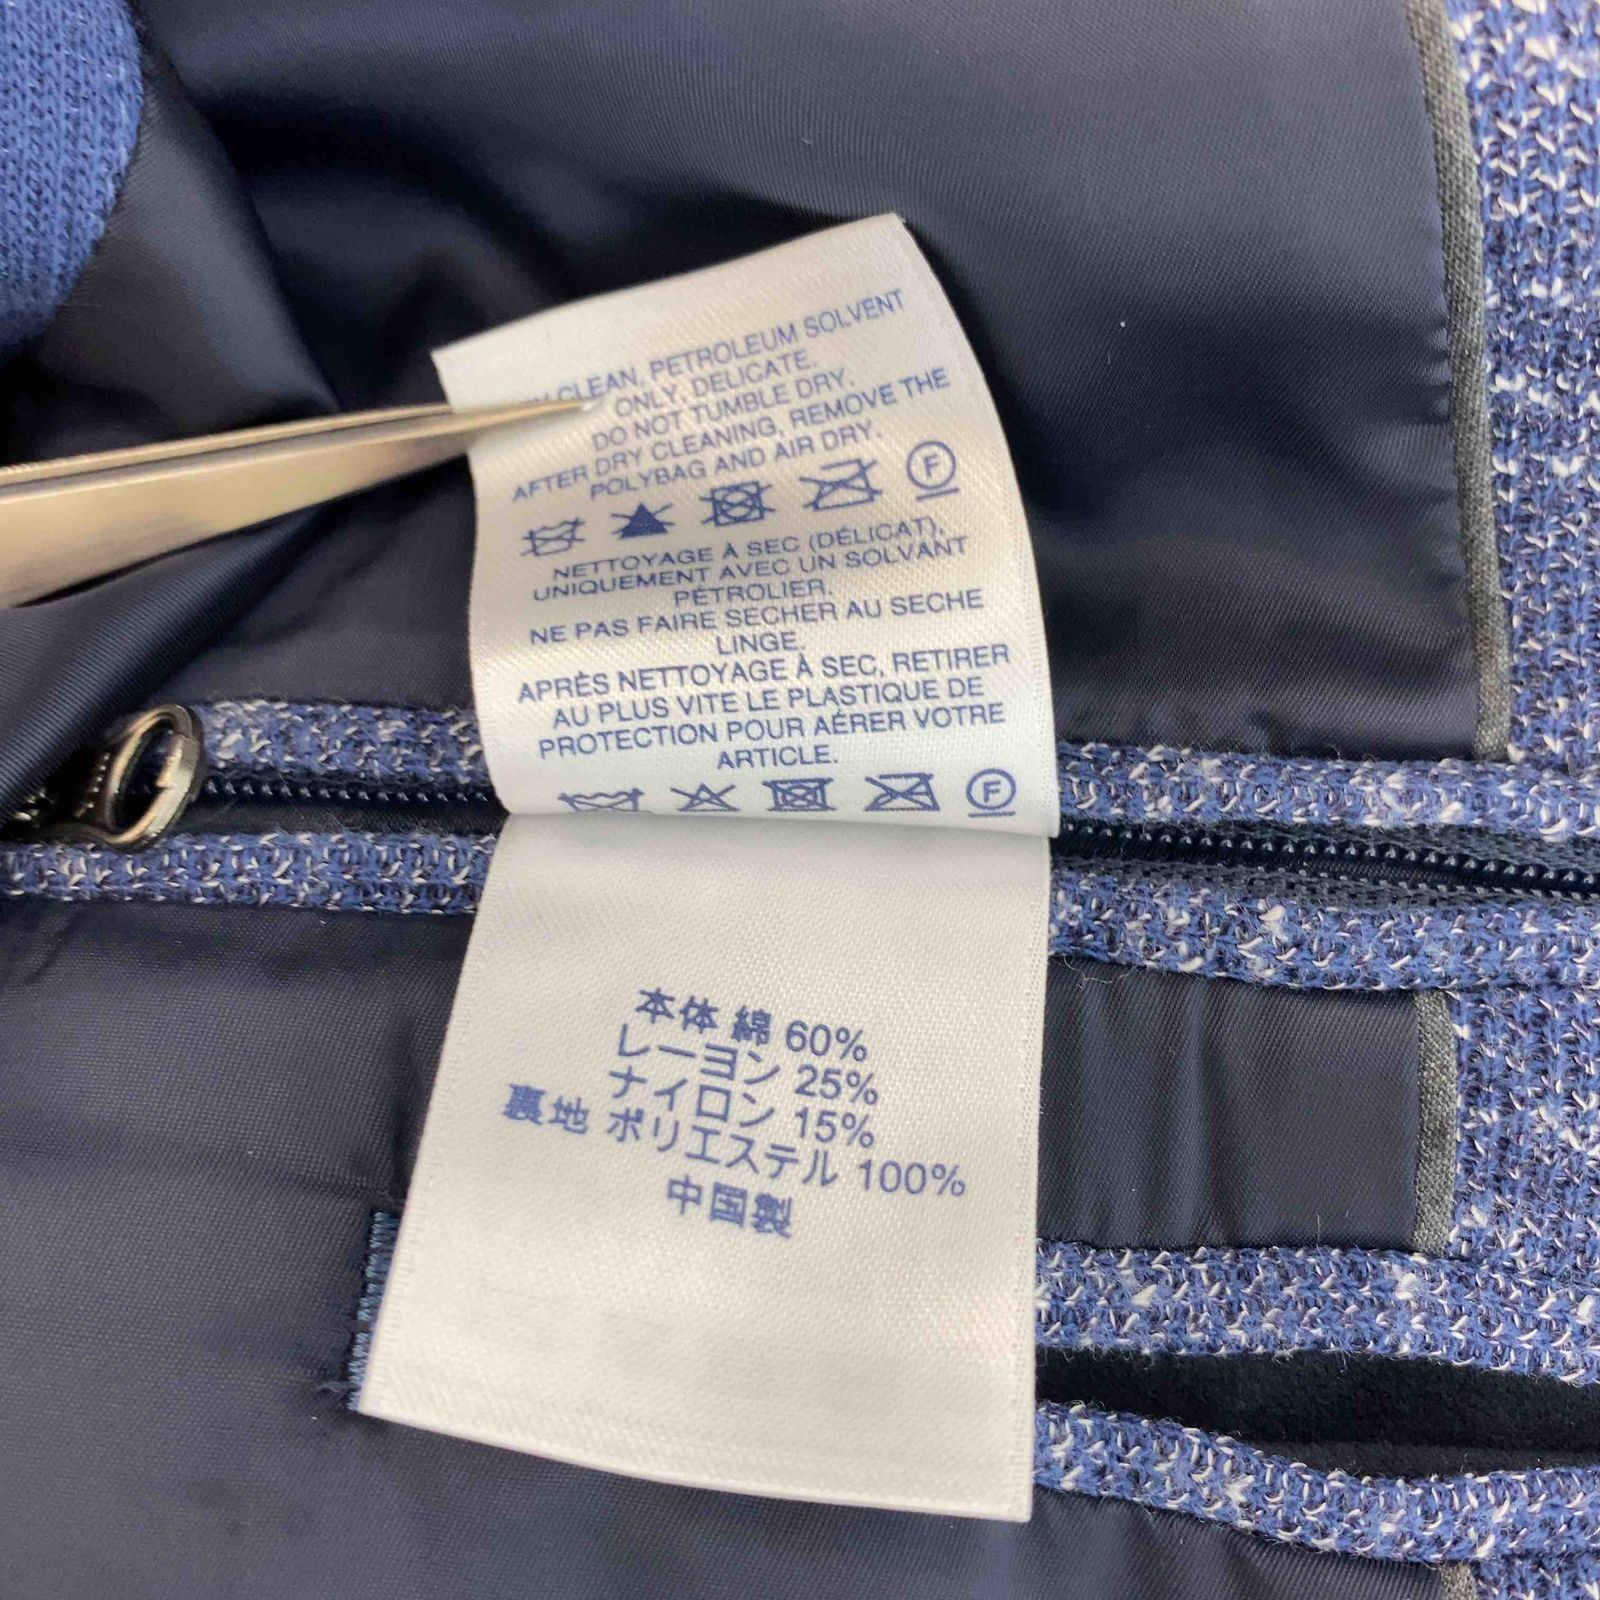 CLEAN, PETROLEUM SOLVENT
ONLY, DELICATE.
DO NOT TUMBLE DRY.
AFTER DRY CLEANING, REMOVE THE
POLYBAG AND AIR DRY.
F
NETTOYAGE À SEC (DÉLICAT),
UNIQUEMENT AVEC UN SOLVANT
PÉTROLIER.
NE PAS FAIRE SECHER AU SECHE
LINGE.
APRÈS NETTOYAGE À SEC, RETIRER
AU PLUS VITE LE PLASTIQUE DE
PROTECTION POUR AÉRER VOTRE
ARTICLE.
F
本体 綿 60%
レーヨン 25%
ナイロン 15%
裏地 ポリエステル 100%
中国製